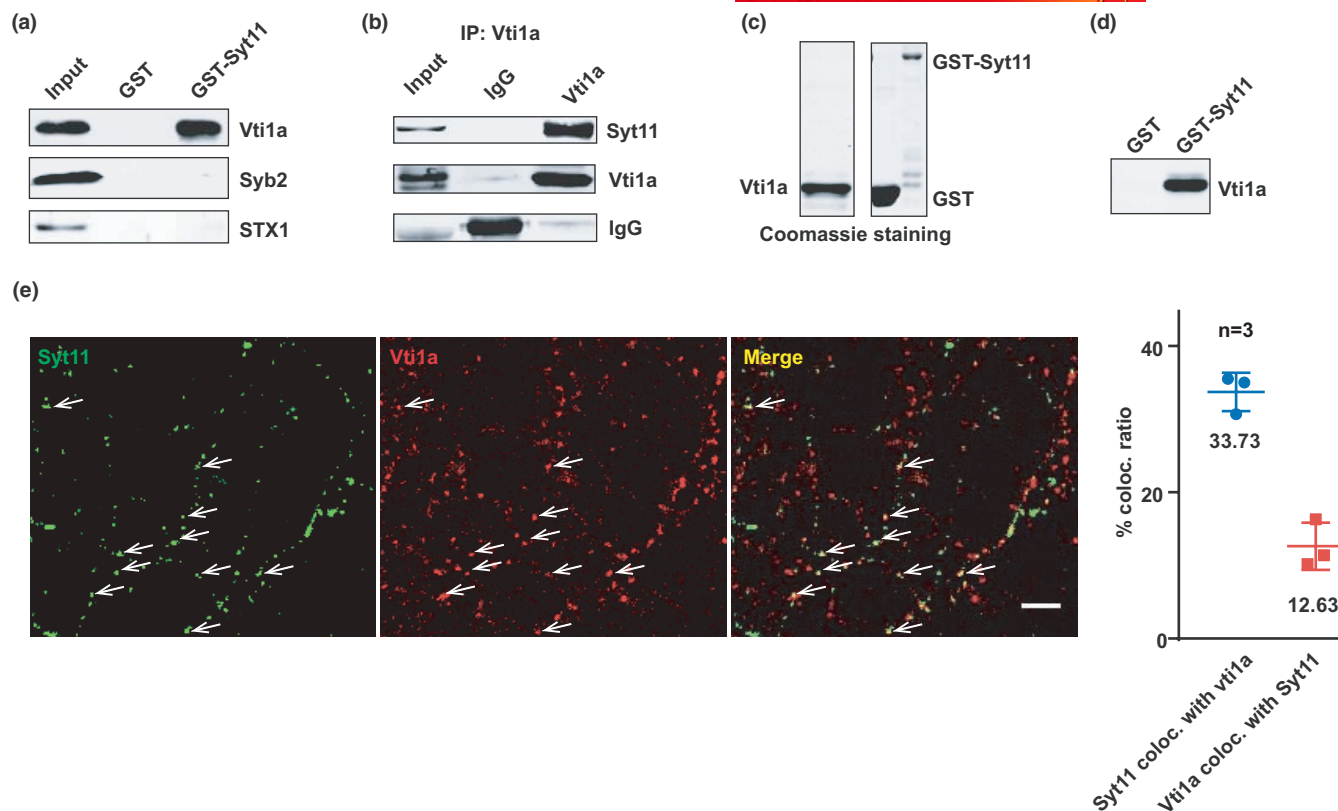 (a)
Input
GST
GST-Syt11
Vti1a
Syb2
STX1
(b)
IP: Vti1a
Input
IgG
Vti1a
Syt11
Vti1a
IgG
(c)
GST-Syt11
Vti1a
GST
Coomassie staining
(d)
GST
GST-Syt11
Vti1a
(e)
Syt11
Vti1a
Merge
n=3
40
20
0
% coloc. ratio
33.73
12.63
Syt11 coloc. with vti1a
Vti1a coloc. with Syt11